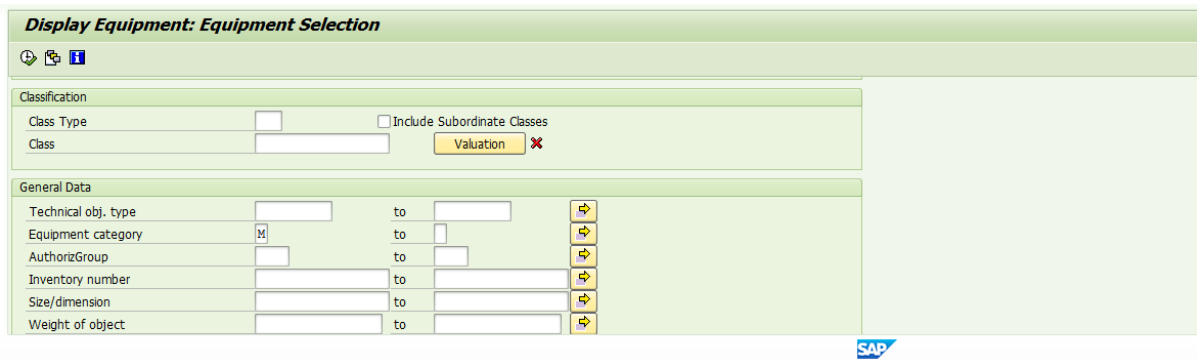 Display Equipment: Equipment Selection
Classification
Class Type Include Subordinate Classes
Class Valuation
General Data
Technical obj. type to
Equipment category M to
AuthorizGroup to
Inventory number to
Size/dimension to
Weight of object to
SAP